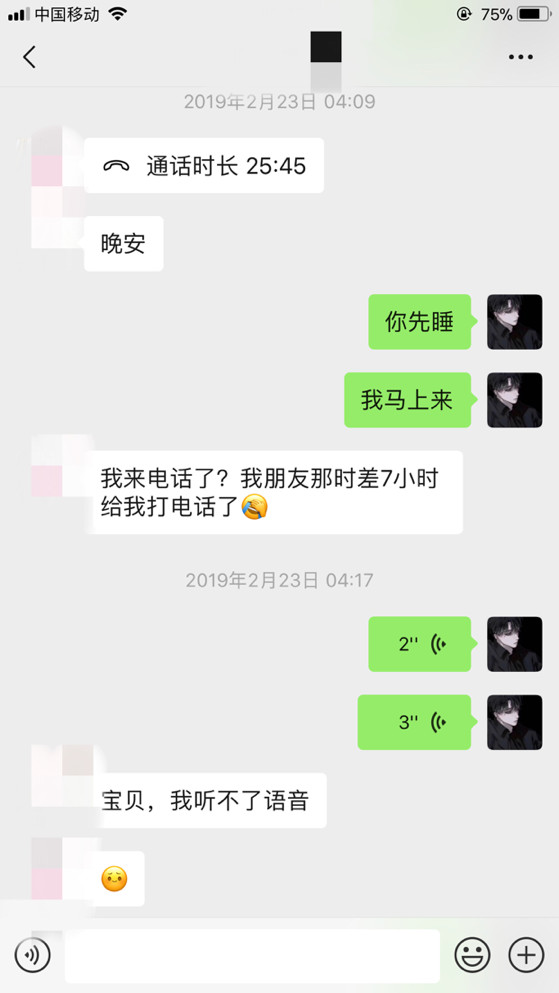 中国移动 75%
2019年2月23日 04:09
通话时长 25:45
晚安
你先睡
我马上来
我来电话了？我朋友那时差7小时
给我打电话了🤣
2019年2月23日 04:17
2"
3"
宝贝，我听不了语音